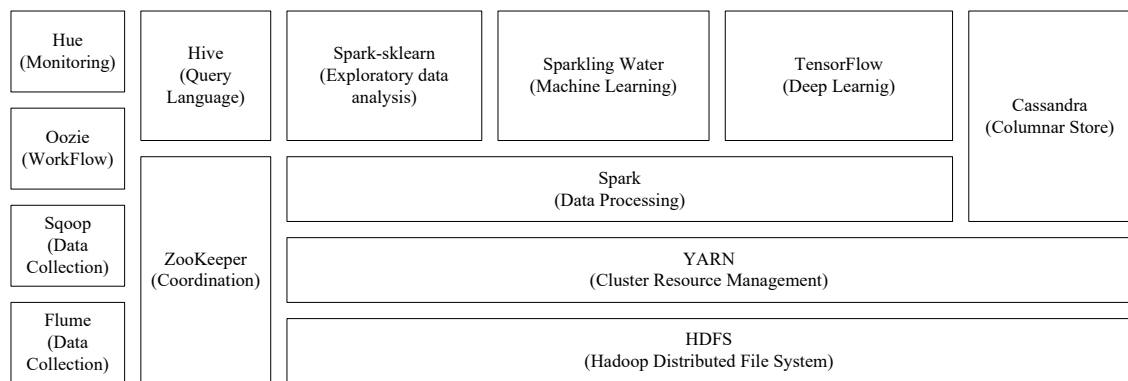 Hue
(Monitoring)
Hive
(Query
Language)
Spark-sklearn
(Exploratory data
analysis)
Sparkling Water
(Machine Learning)
TensorFlow
(Deep Learnig)
Cassandra
(Columnar Store)
Oozie
(WorkFlow)
Spark
(Data Processing)
Sqoop
(Data
Collection)
ZooKeeper
(Coordination)
YARN
(Cluster Resource Management)
Flume
(Data
Collection)
HDFS
(Hadoop Distributed File System)